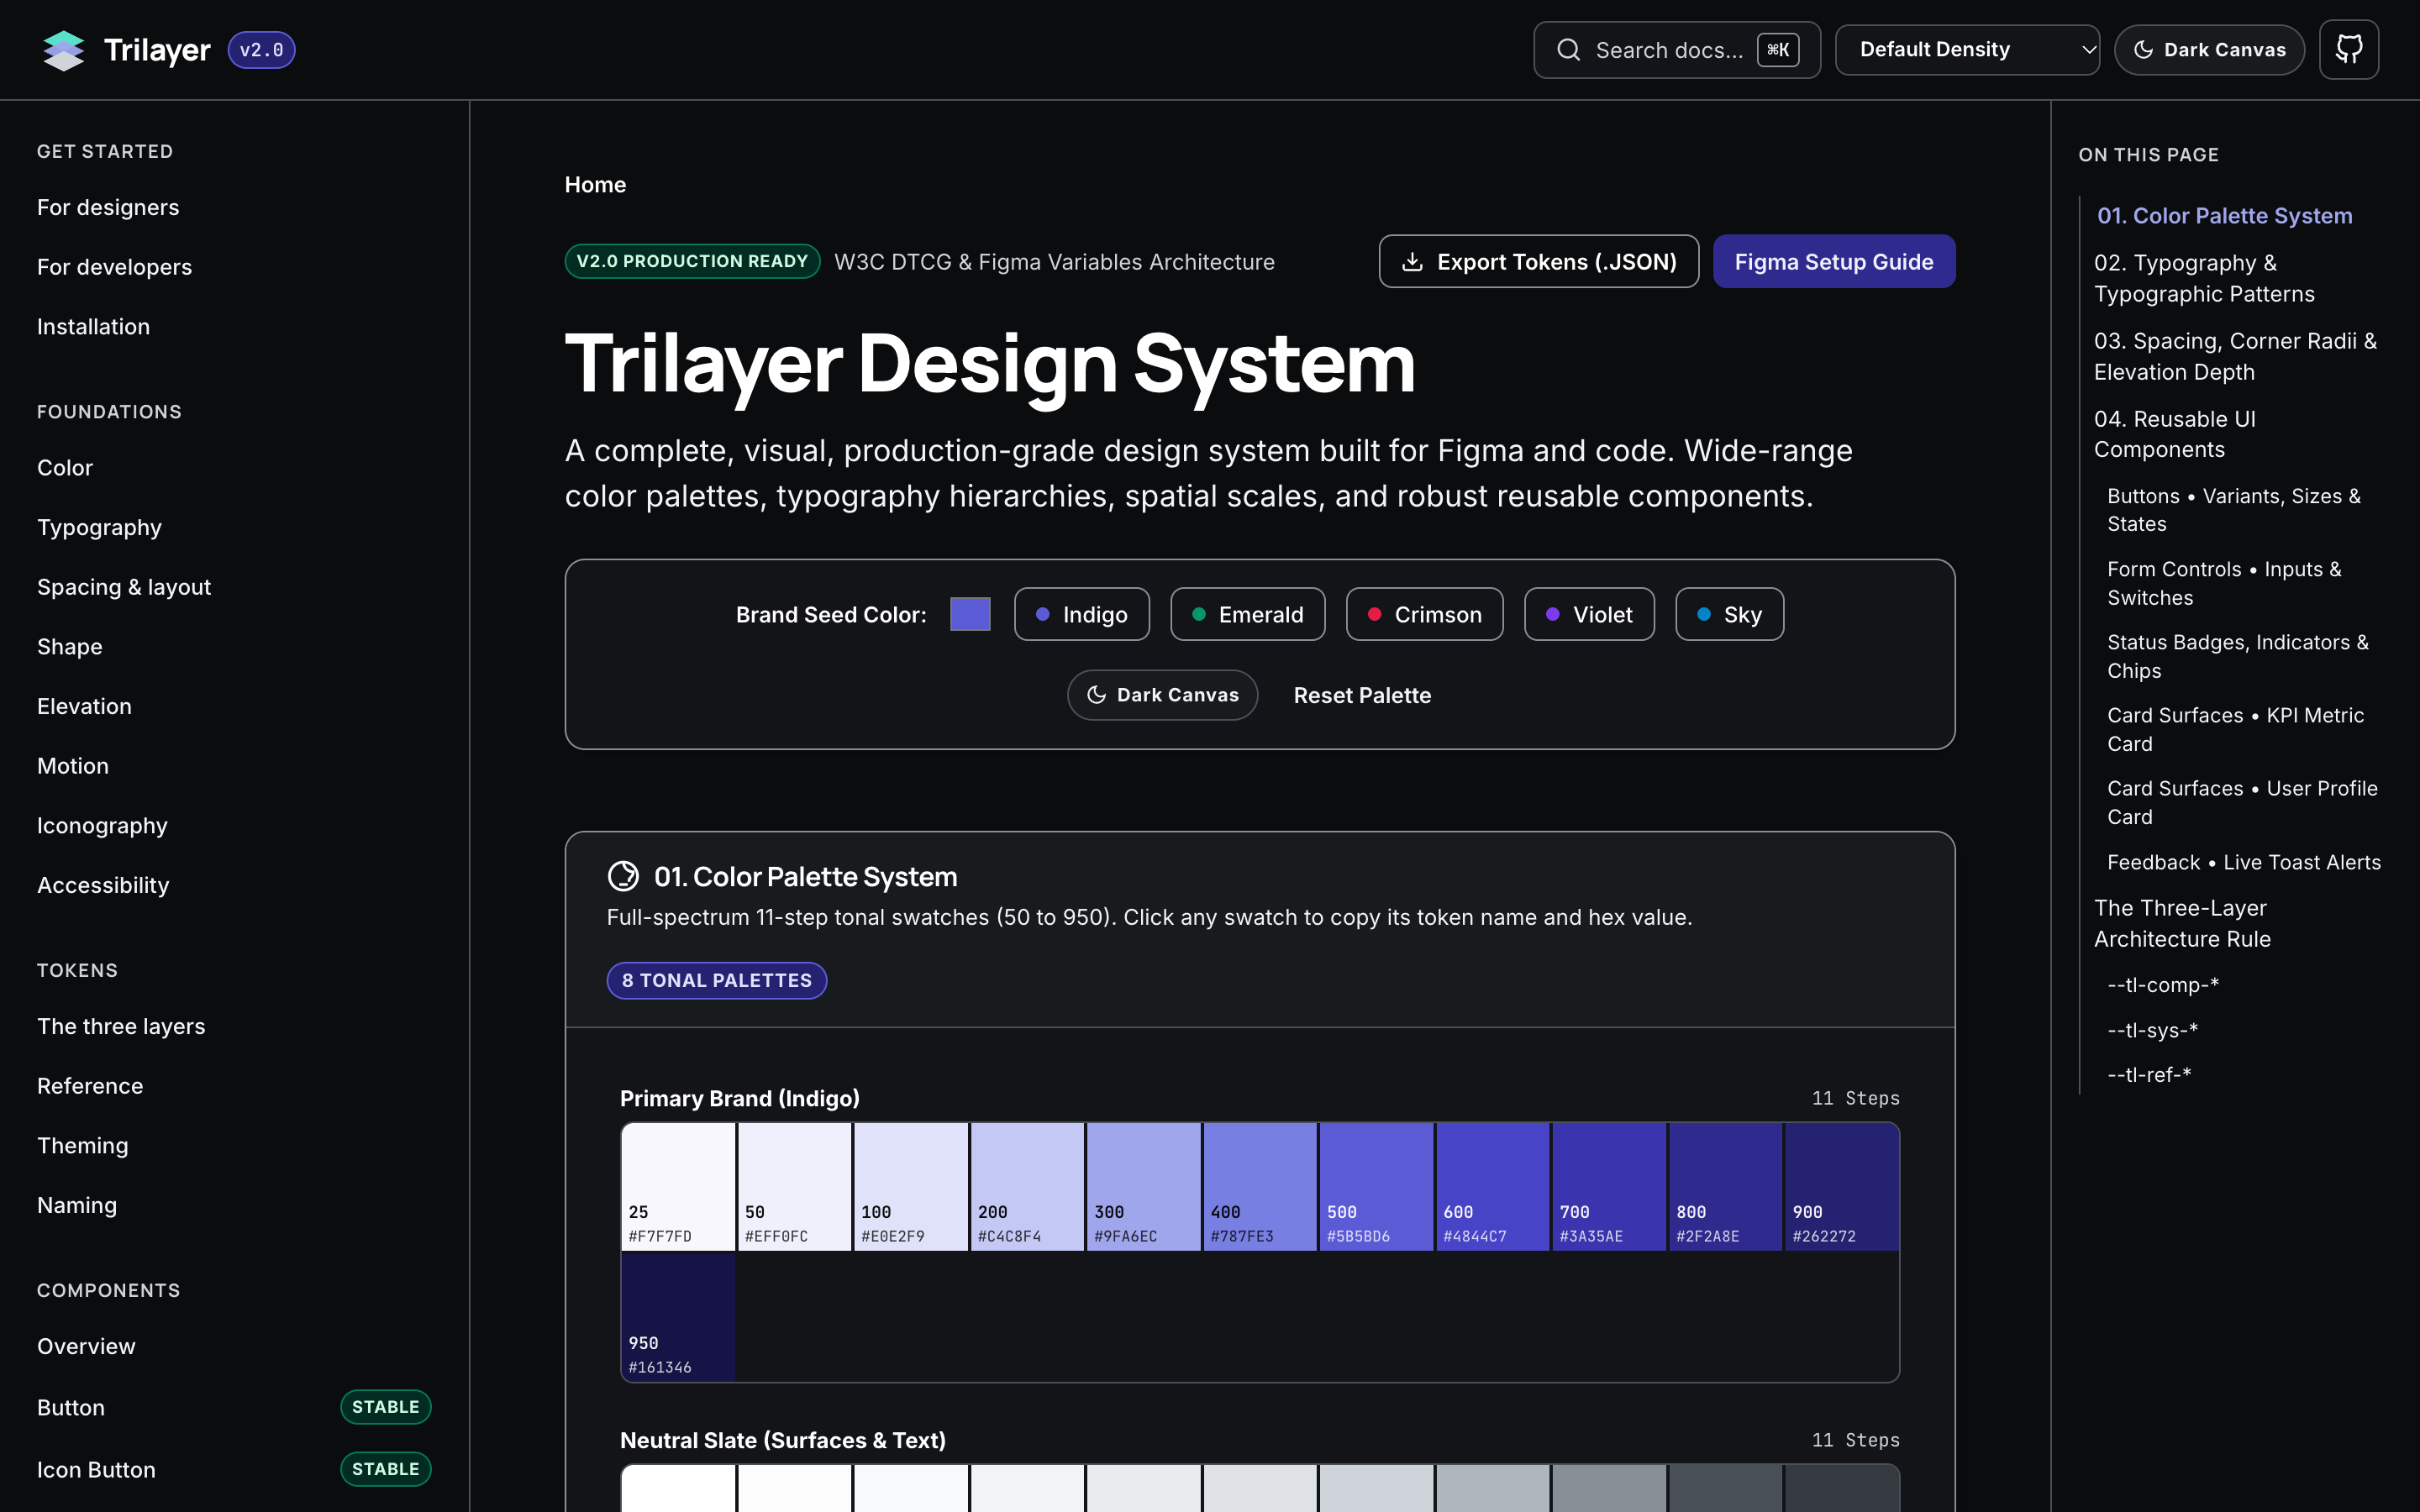 Trilayer v2.0
Search docs... ⌘K
Default Density
Dark Canvas
GET STARTED
For designers
For developers
Installation
FOUNDATIONS
Color
Typography
Spacing & layout
Shape
Elevation
Motion
Iconography
Accessibility
TOKENS
The three layers
Reference
Theming
Naming
COMPONENTS
Overview
Button STABLE
Icon Button STABLE
Home
V2.0 PRODUCTION READY W3C DTCG & Figma Variables Architecture
Export Tokens (.JSON)
Figma Setup Guide
Trilayer Design System
A complete, visual, production-grade design system built for Figma and code. Wide-range
color palettes, typography hierarchies, spatial scales, and robust reusable components.
Brand Seed Color: Indigo Emerald Crimson Violet Sky
Dark Canvas Reset Palette
01. Color Palette System
Full-spectrum 11-step tonal swatches (50 to 950). Click any swatch to copy its token name and hex value.
8 TONAL PALETTES
Primary Brand (Indigo) 11 Steps
25 50 100 200 300 400 500 600 700 800 900
#F7F7FD #EFF0FC #E0E2F9 #C4C8F4 #9FA6EC #787FE3 #5B5BD6 #4844C7 #3A35AE #2F2A8E #262272
950
#161346
Neutral Slate (Surfaces & Text) 11 Steps
ON THIS PAGE
01. Color Palette System
02. Typography &
Typographic Patterns
03. Spacing, Corner Radii &
Elevation Depth
04. Reusable UI
Components
Buttons • Variants, Sizes &
States
Form Controls • Inputs &
Switches
Status Badges, Indicators &
Chips
Card Surfaces • KPI Metric
Card
Card Surfaces • User Profile
Card
Feedback • Live Toast Alerts
The Three-Layer
Architecture Rule
--tl-comp-*
--tl-sys-*
--tl-ref-*